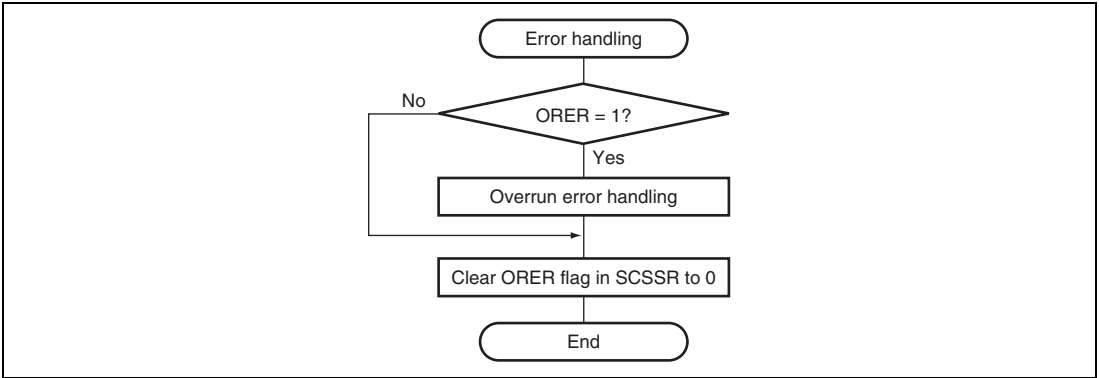 Error handling
No
ORER = 1?
Yes
Overrun error handling
Clear ORER flag in SCSSR to 0
End